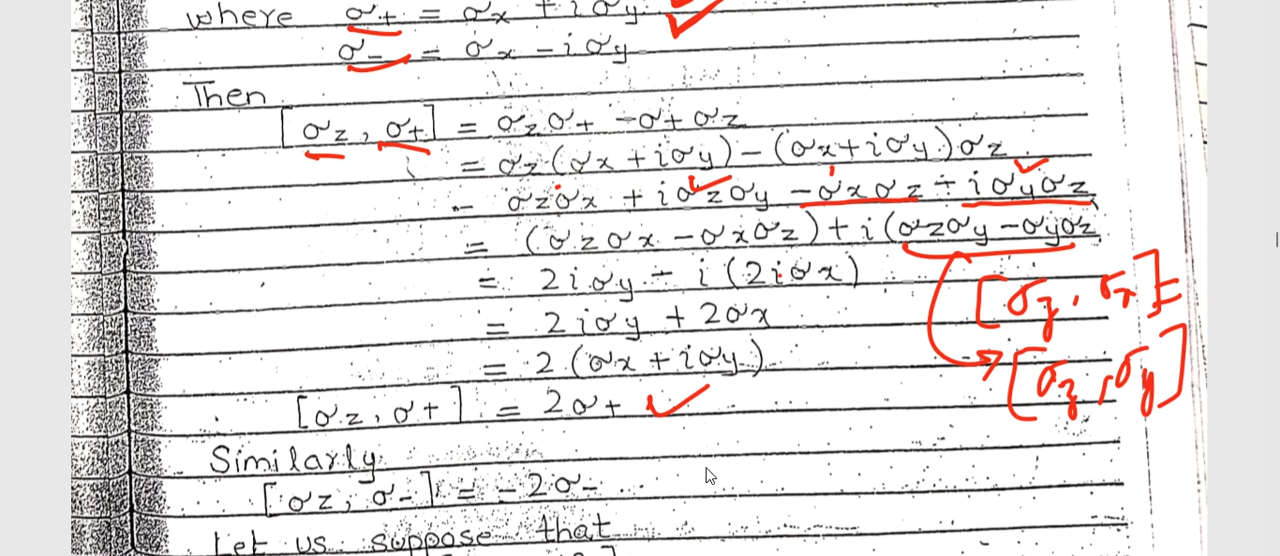 where σ+ = σx + iσy
σ- = σx - iσy
Then
[σz, σ+] = σzσ+ - σ+σz
= σz(σx + iσy) - (σx + iσy)σz
- σzσx + iσzσy - σxσz - iσyσz
= (σzσx - σxσz) + i(σzσy - σyσz
= 2iσy - i(2iσx)
[σz, σx] =
= 2iσy + 2σx
= 2(σx + iσy)
[σz, σy]
[σz, σ+] = 2σ+
Similarly
[σz, σ-] = -2σ-
Let us suppose that